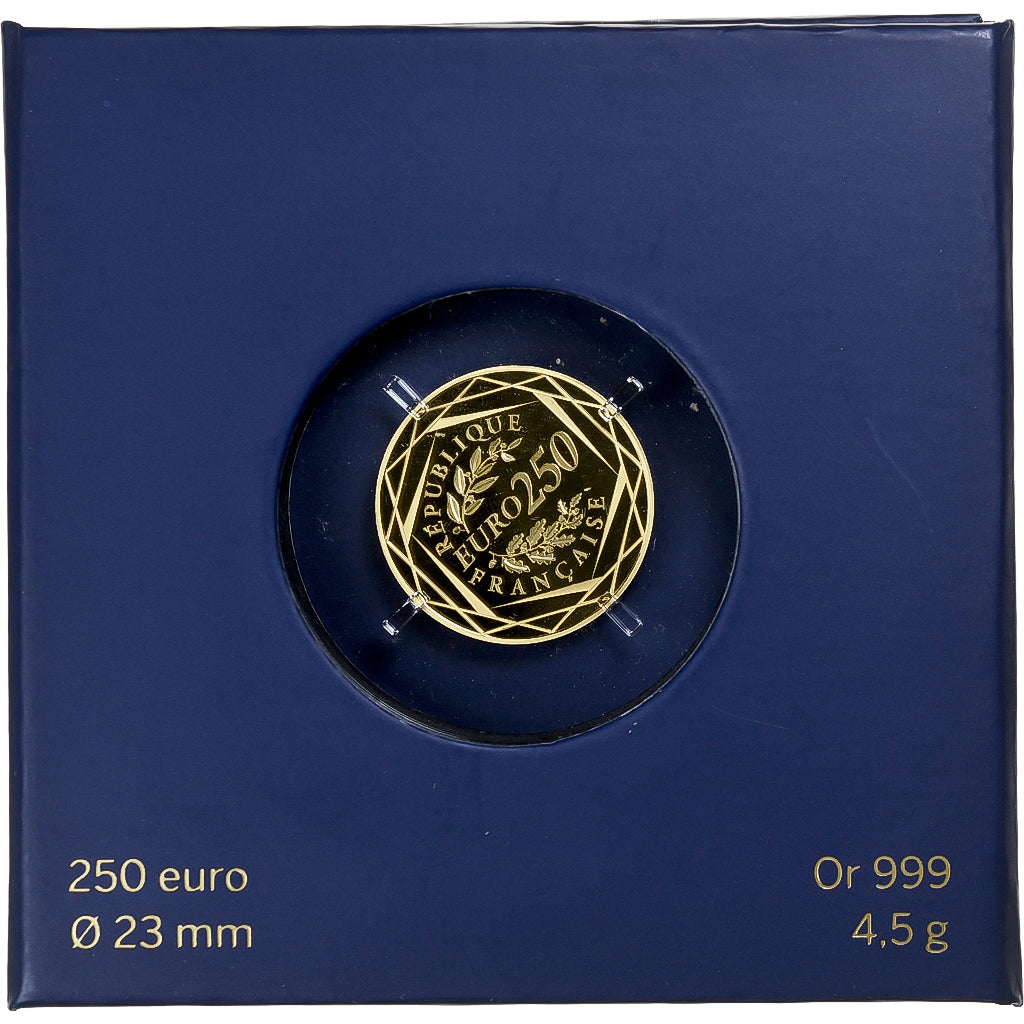 RÉPUBLIQUE
EURO 250
FRANÇAISE
250 euro
Ø 23 mm
Or 999
4,5 g